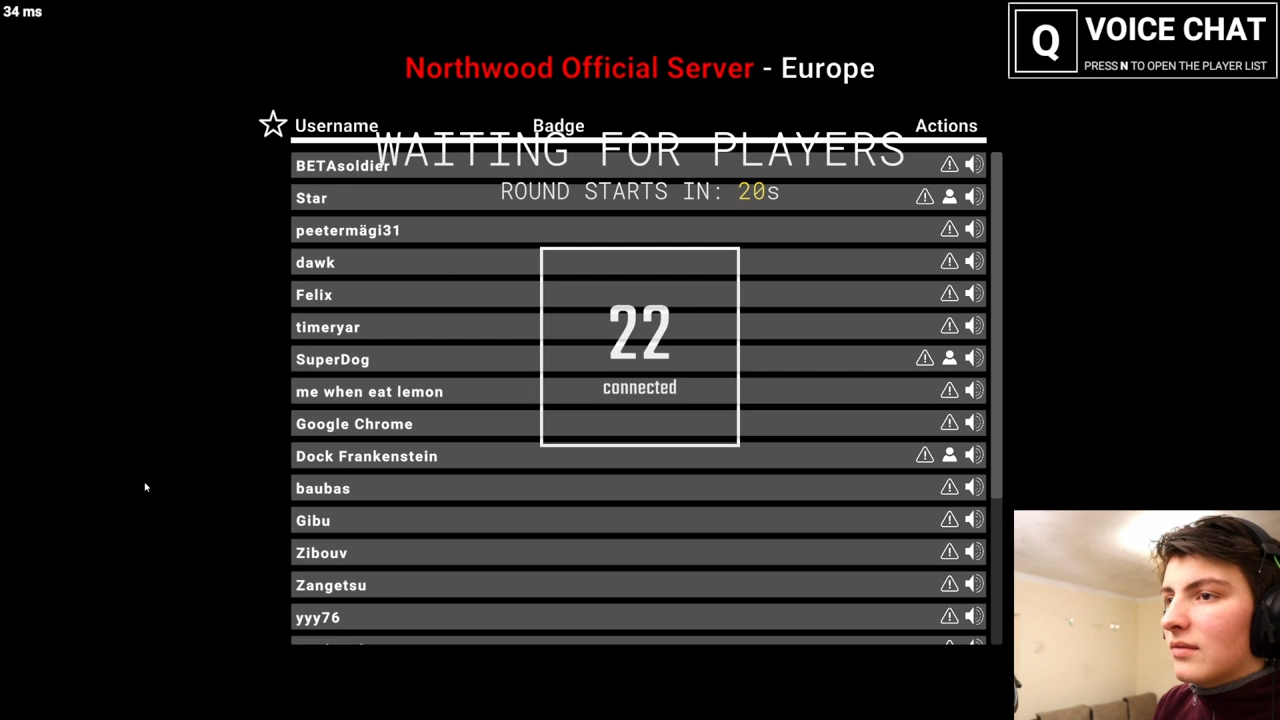 34 ms
Q
VOICE CHAT
PRESS N TO OPEN THE PLAYER LIST
Northwood Official Server - Europe
Username Badge Actions
WAITING FOR PLAYERS
BETAsoldier
ROUND STARTS IN: 20s
Star
peetermägi31
dawk
Felix
timeryar
22
connected
SuperDog
me when eat lemon
Google Chrome
Dock Frankenstein
baubas
Gibu
Zibouv
Zangetsu
yyy76